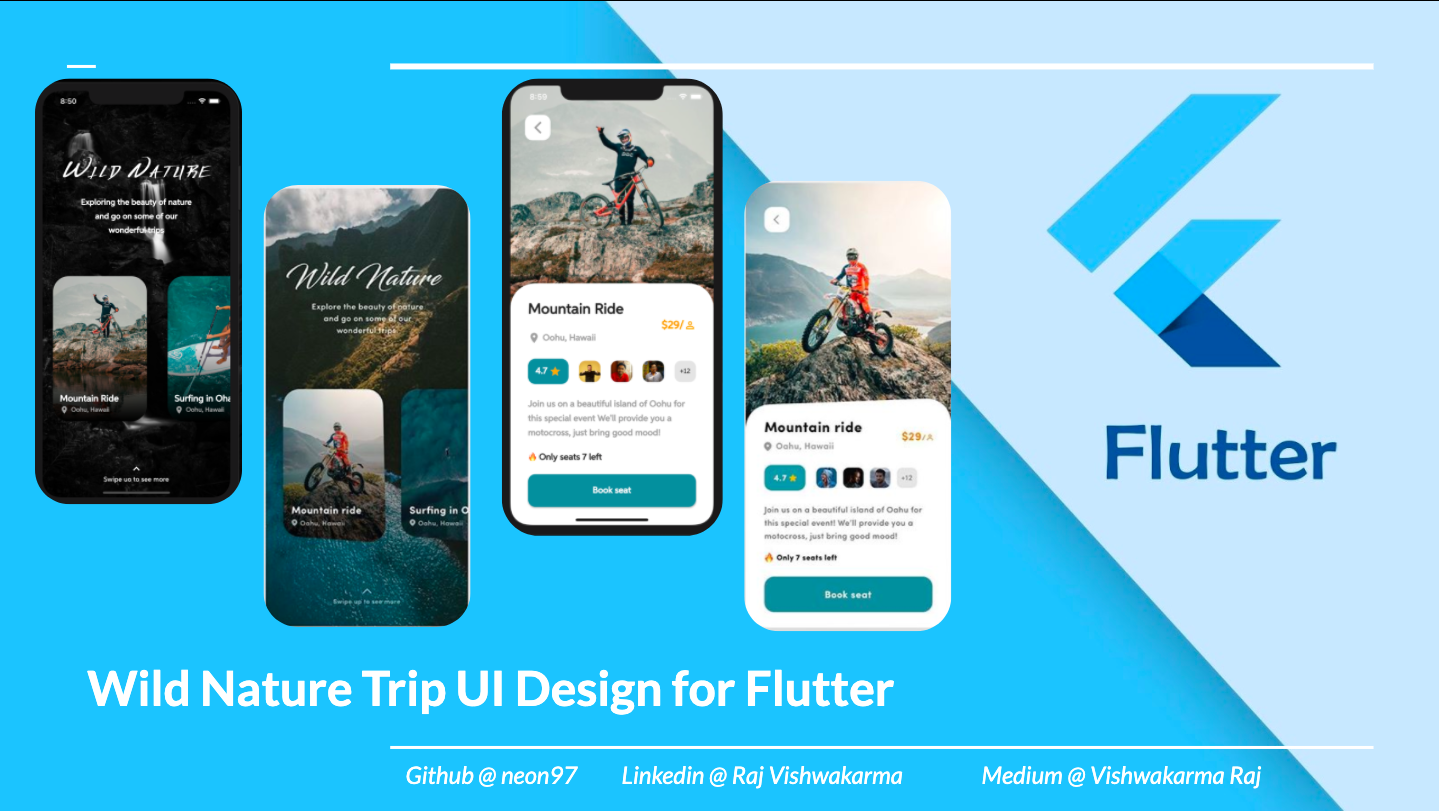 8:50
Wild Nature
Exploring the beauty of nature
and go on some of our
wonderful trips
Mountain Ride
Oohu, Hawaii
Surfing in Oha
Oohu, Hawaii
Swipe up to see more
Wild Nature
Explore the beauty of nature
and go on some of our
wonderful trips
Mountain ride
Oahu, Hawaii
Surfing in O
Oahu, Hawaii
Swipe up to see more
8:59
Mountain Ride
$29/
Oohu, Hawaii
4.7
+12
Join us on a beautiful island of Oohu for
this special event We'll provide you a
motocross, just bring good mood!
Only seats 7 left
Book seat
Mountain ride
$29/
Oahu, Hawaii
4.7
+12
Join us on a beautiful island of Oahu for
this special event! We'll provide you a
motocross, just bring good mood!
Only 7 seats left
Book seat
Flutter
Wild Nature Trip UI Design for Flutter
Github @ neon97 Linkedin @ Raj Vishwakarma Medium @ Vishwakarma Raj